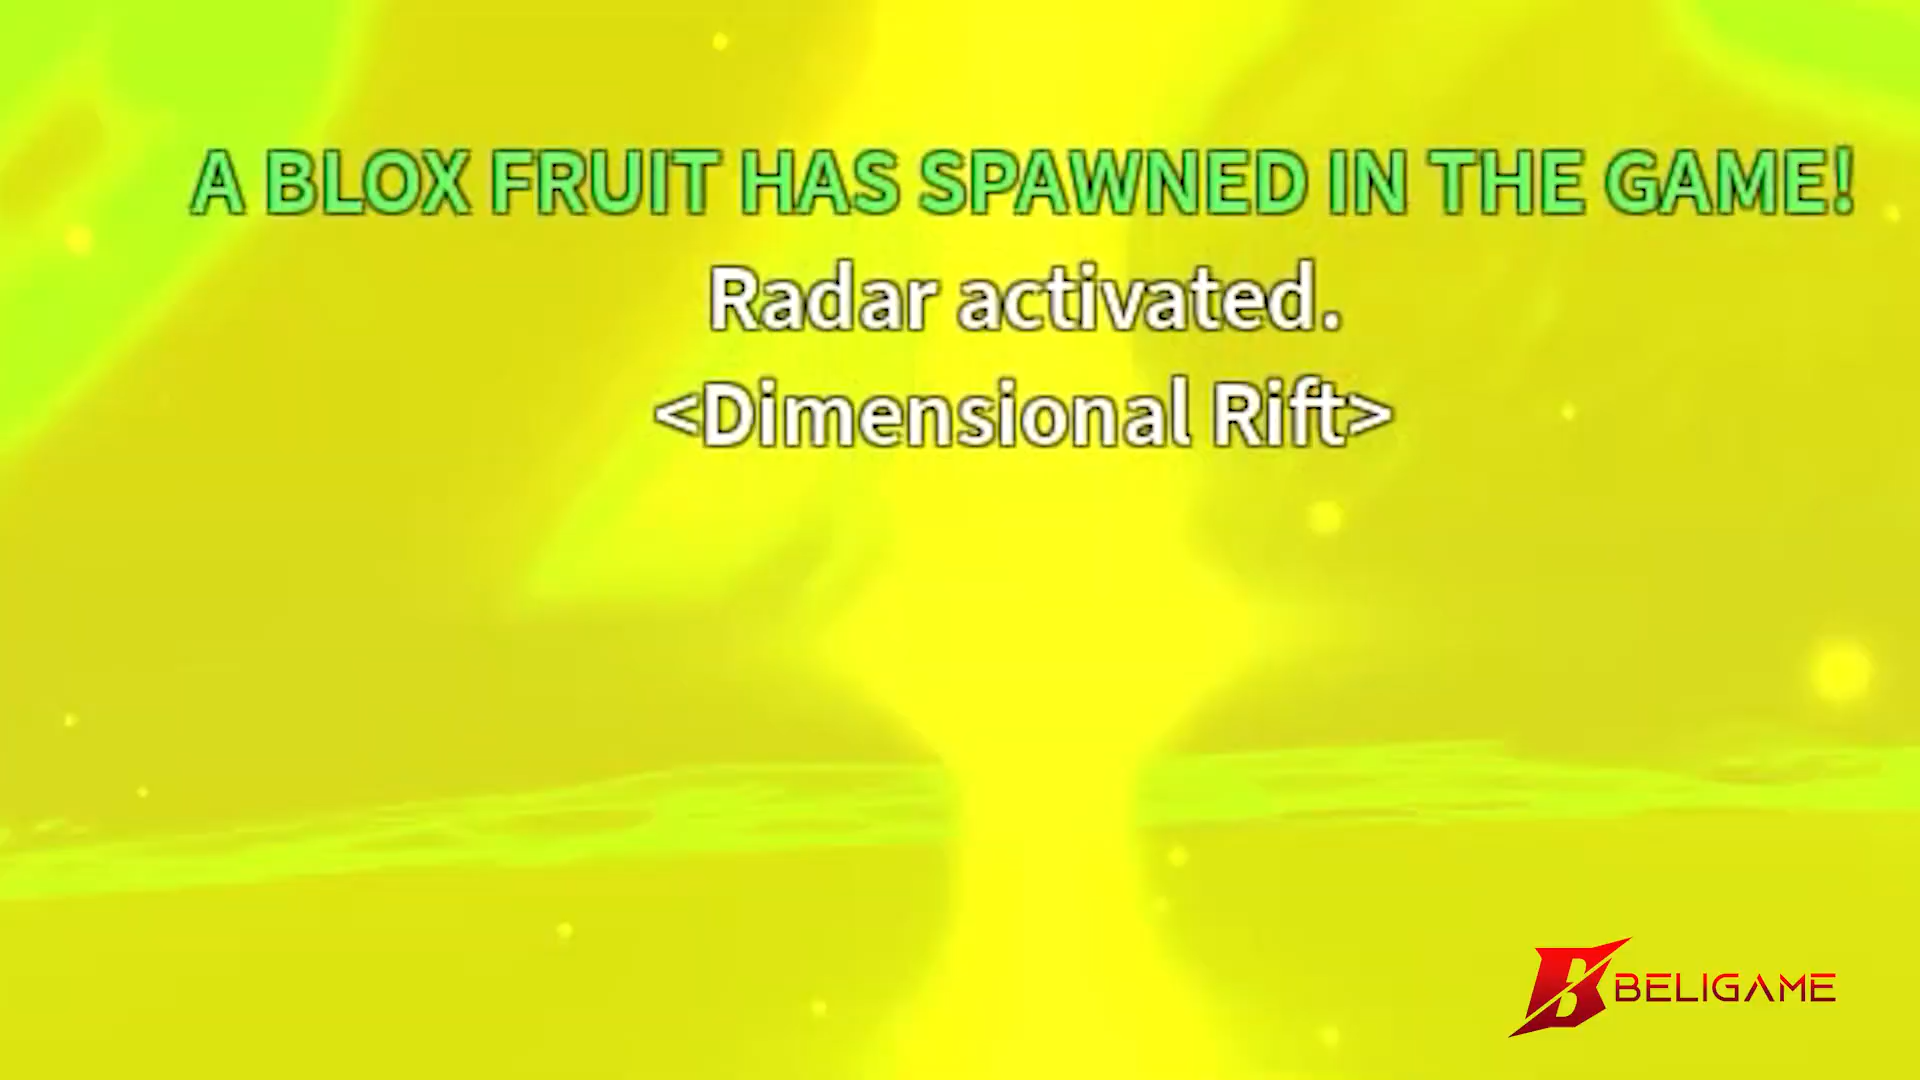 A BLOX FRUIT HAS SPAWNED IN THE GAME!
Radar activated.
<Dimensional Rift>
BELIGAME